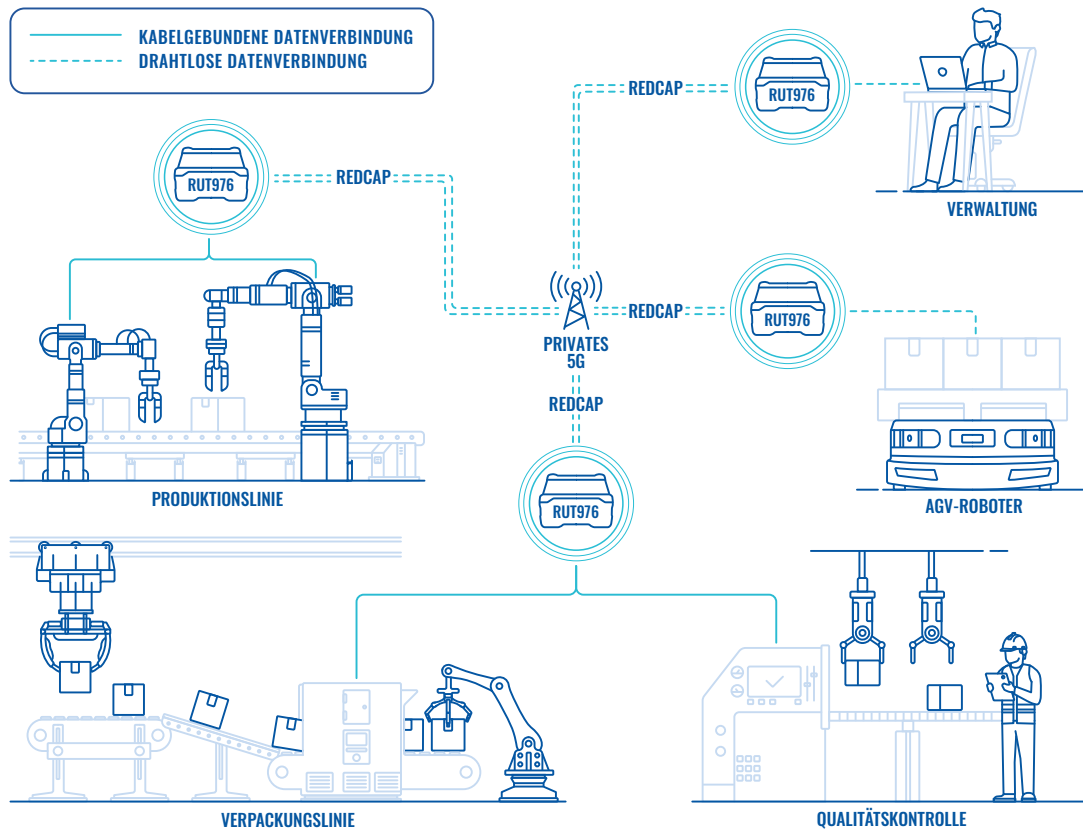 KABELGEBUNDENE DATENVERBINDUNG
DRAHTLOSE DATENVERBINDUNG
REDCAP
RUT976
VERWALTUNG
RUT976
REDCAP
REDCAP
RUT976
PRIVATES
5G
REDCAP
AGV-ROBOTER
PRODUKTIONSLINIE
RUT976
VERPACKUNGSLINIE
QUALITÄTSKONTROLLE